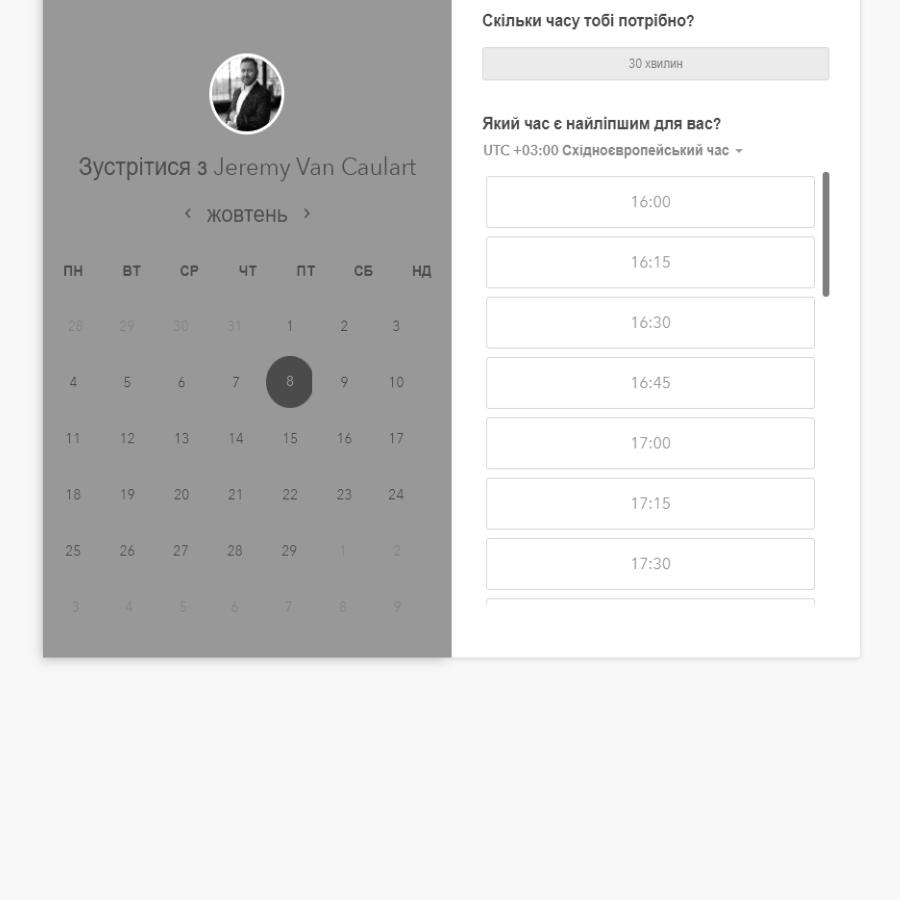 Зустрітися з Jeremy Van Caulart
жовтень
ПН ВТ СР ЧТ ПТ СБ НД
28 29 30 31 1 2 3
4 5 6 7 8 9 10
11 12 13 14 15 16 17
18 19 20 21 22 23 24
25 26 27 28 29 1 2
3 4 5 6 7 8 9
Скільки часу тобі потрібно?
30 хвилин
Який час є найліпшим для вас?
UTC +03:00 Східноєвропейський час
16:00
16:15
16:30
16:45
17:00
17:15
17:30